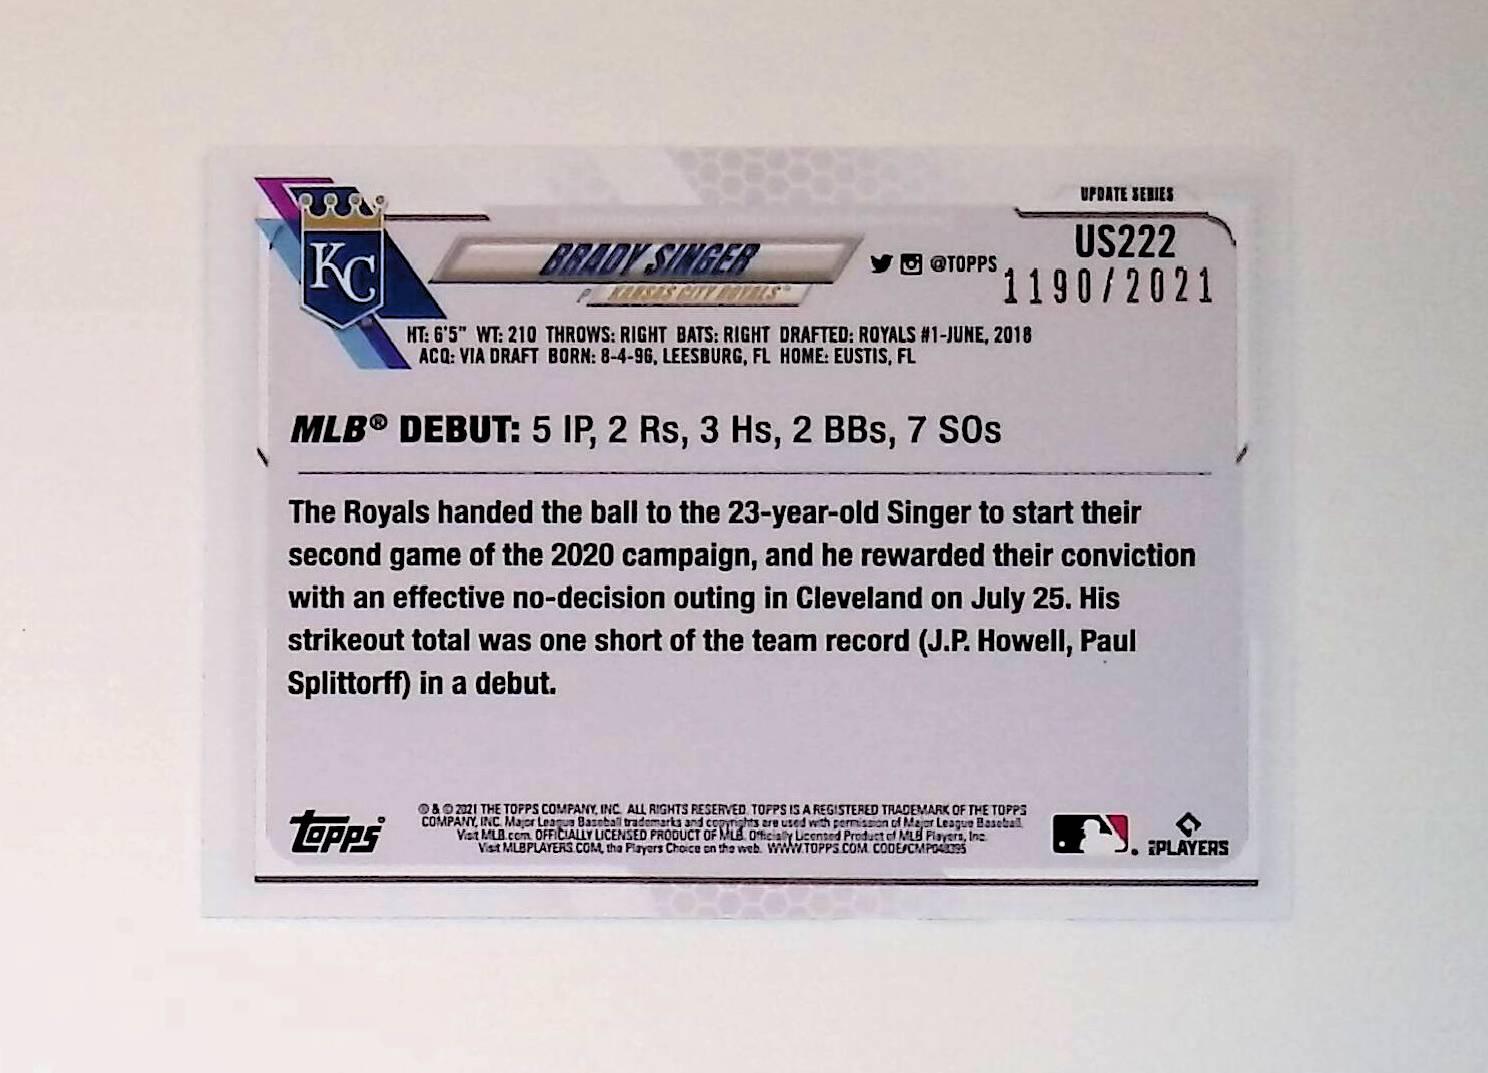 UPDATE SERIES
US222
1190/2021
KC
BRADY SINGER
@TOPPS
P KANSAS CITY ROYALS®
HT: 6'5" WT: 210 THROWS: RIGHT BATS: RIGHT DRAFTED: ROYALS #1-JUNE, 2018
ACQ: VIA DRAFT BORN: 8-4-96, LEESBURG, FL HOME: EUSTIS, FL
MLB® DEBUT: 5 IP, 2 Rs, 3 Hs, 2 BBs, 7 SOs
The Royals handed the ball to the 23-year-old Singer to start their
second game of the 2020 campaign, and he rewarded their conviction
with an effective no-decision outing in Cleveland on July 25. His
strikeout total was one short of the team record (J.P. Howell, Paul
Splittorff) in a debut.
topps®
® & © 2021 THE TOPPS COMPANY, INC. ALL RIGHTS RESERVED. TOPPS IS A REGISTERED TRADEMARK OF THE TOPPS
COMPANY, INC. Major League Baseball trademarks and copyrights are used with permission of Major League Baseball.
Visit MLB.com. OFFICIALLY LICENSED PRODUCT OF MLB Officially Licensed Product of MLB Players, Inc.
Visit MLBPLAYERS.COM, the Players Choice on the web. WWW.TOPPS.COM. CODE#CMP048395
PLAYERS